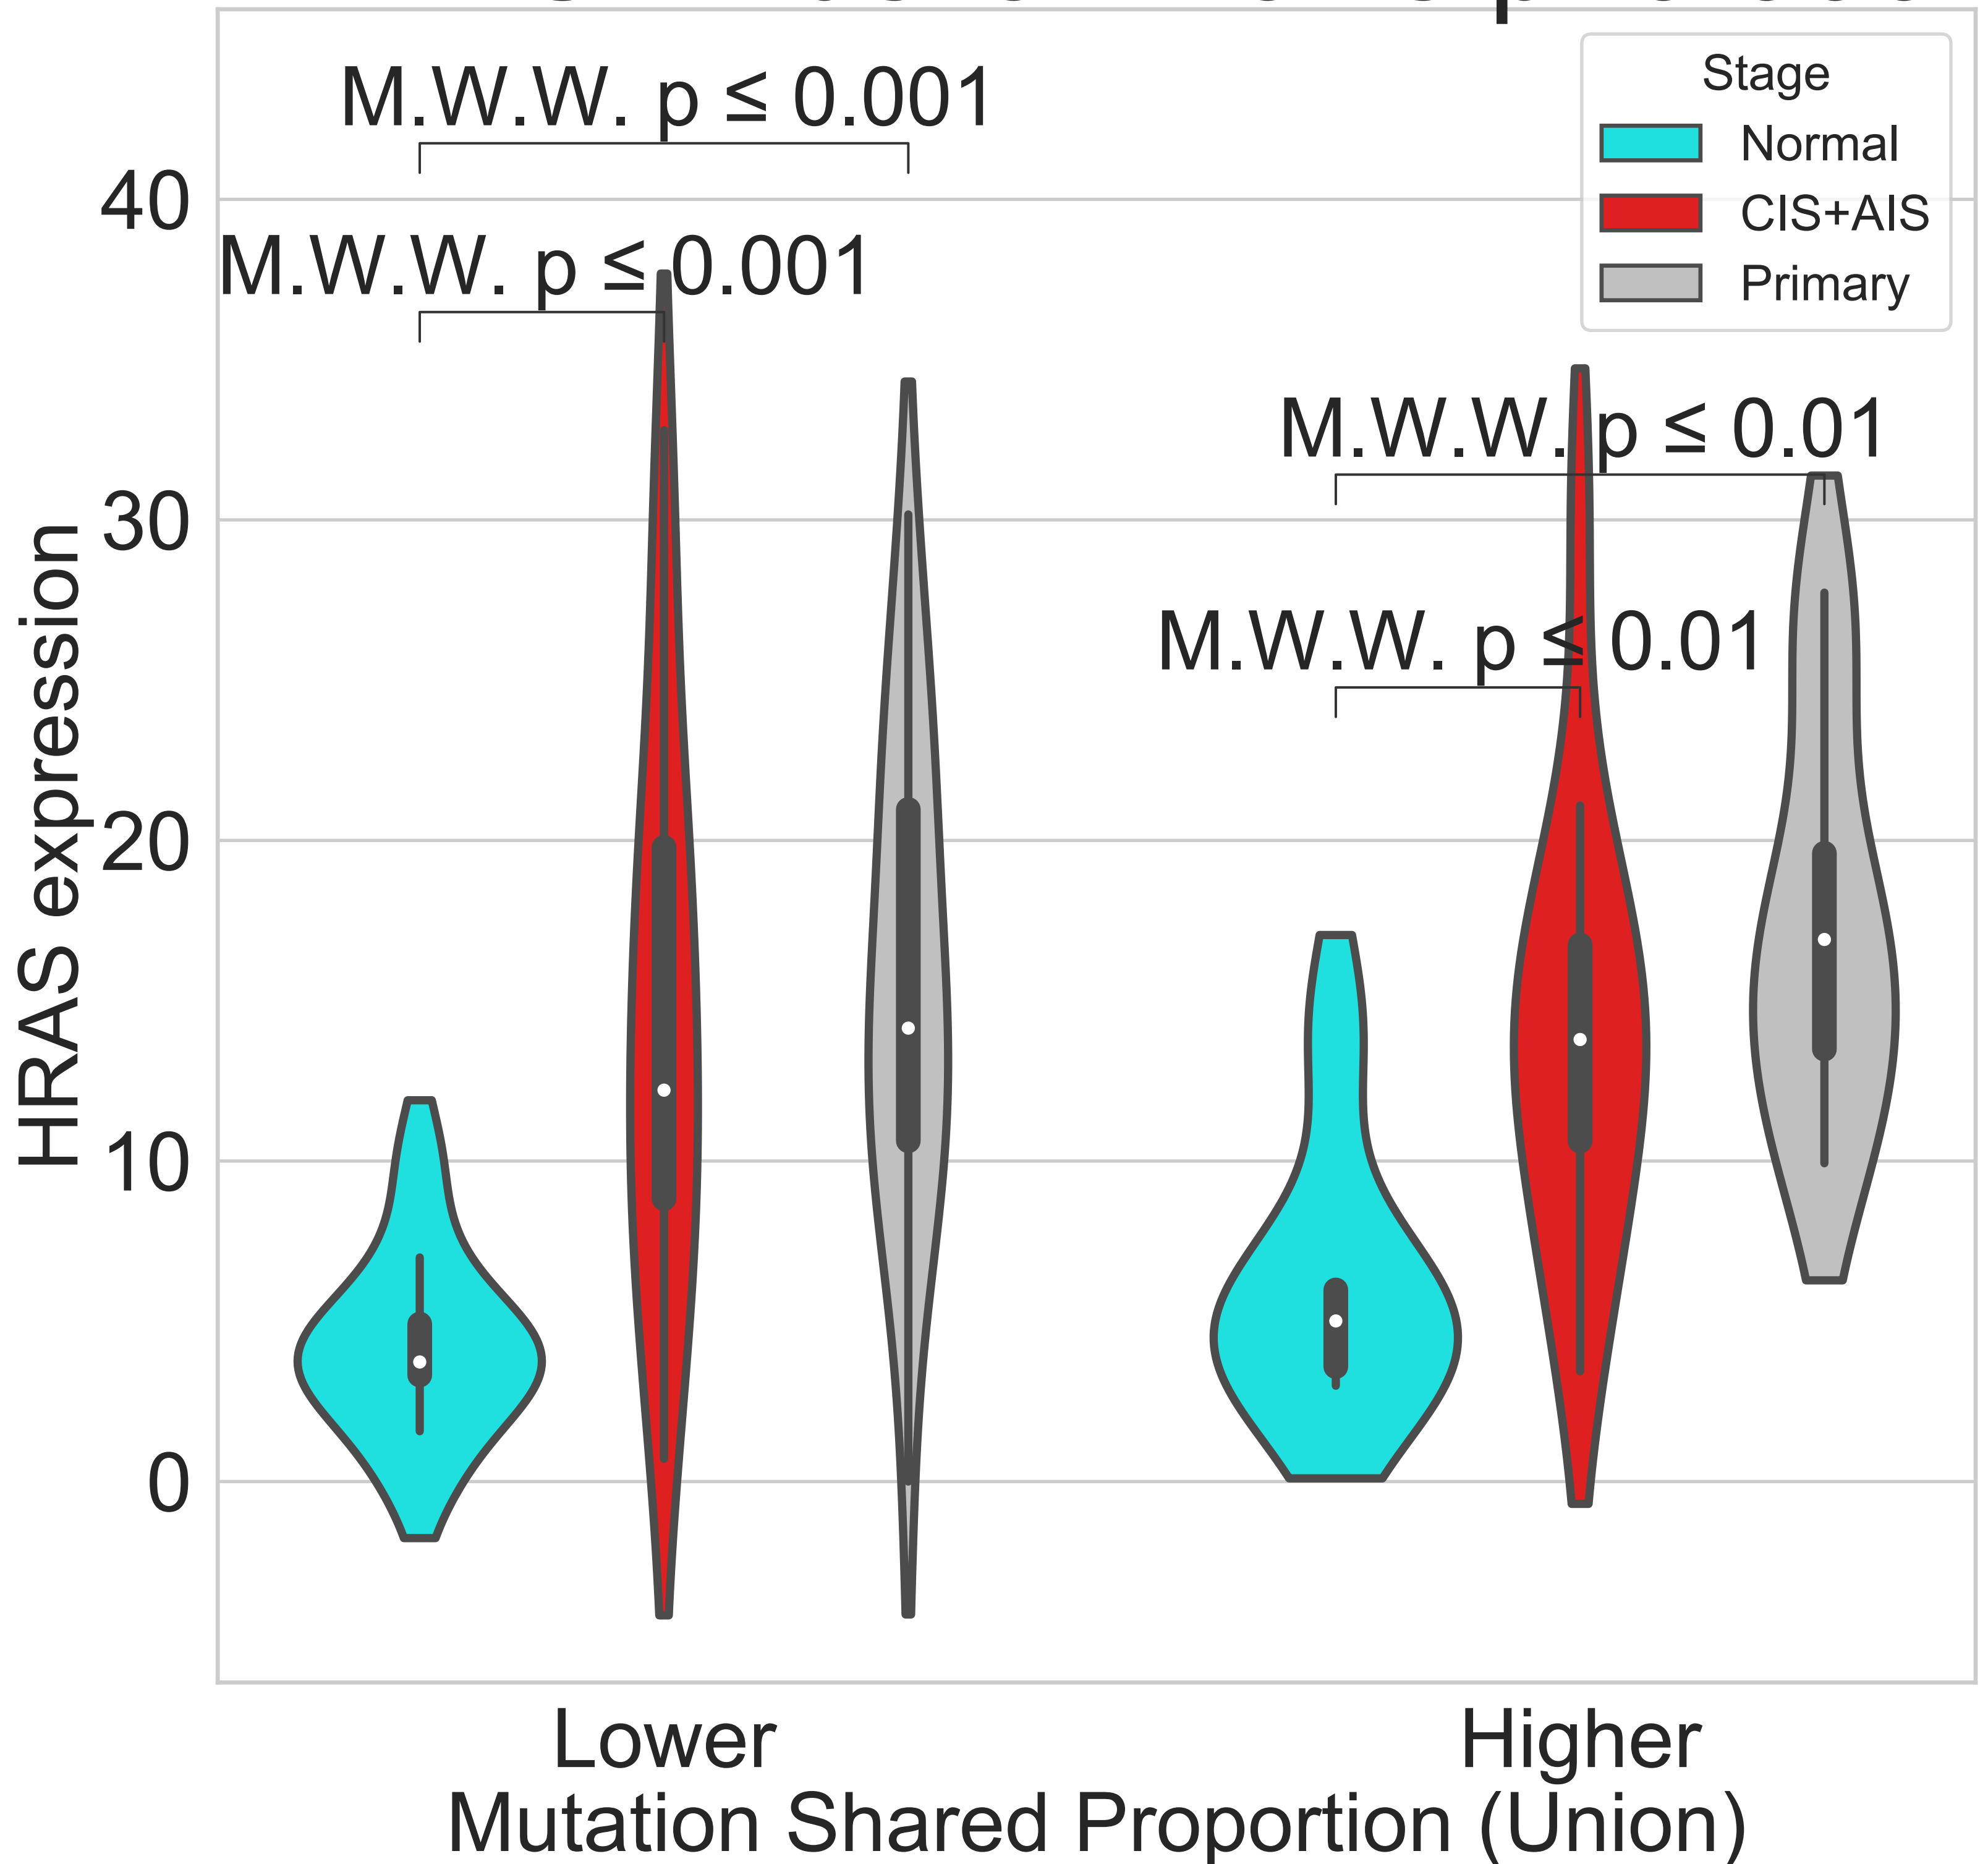 M.W.W. p ≤ 0.001
M.W.W. p ≤ 0.001
M.W.W. p ≤ 0.01
M.W.W. p ≤ 0.01
Stage
Normal
CIS+AIS
Primary
HRAS expression
40
30
20
10
0
Lower
Higher
Mutation Shared Proportion (Union)